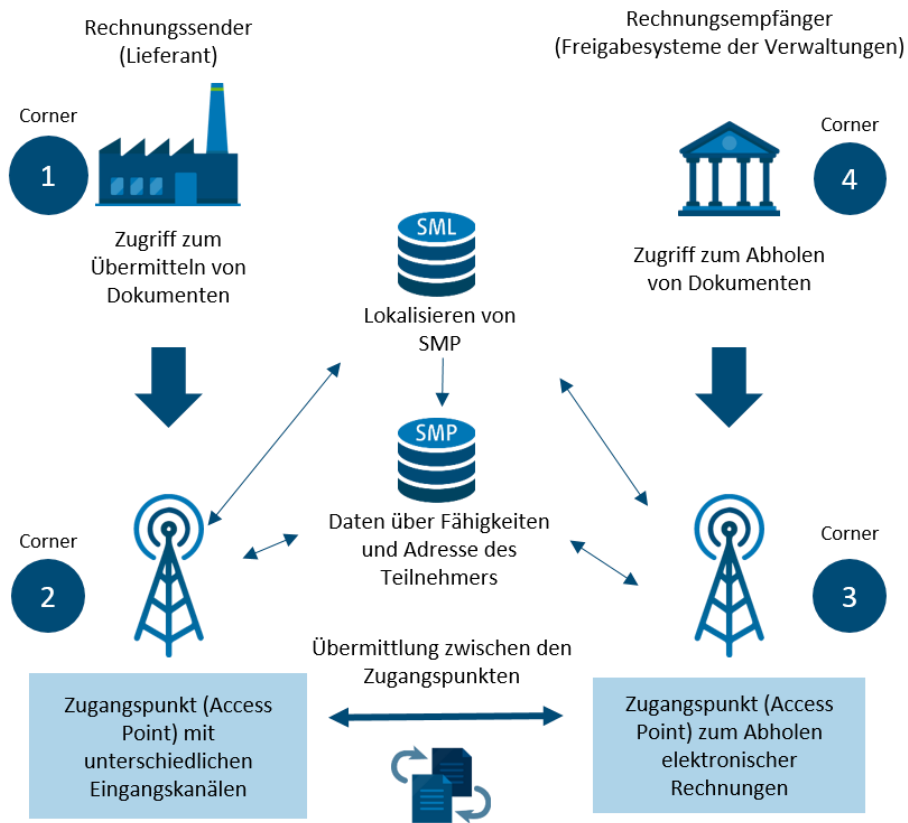 Rechnungssender
(Lieferant)
Rechnungsempfänger
(Freigabesysteme der Verwaltungen)
Corner
1
Corner
4
Zugriff zum
Übermitteln von
Dokumenten
SML
Lokalisieren von
SMP
Zugriff zum Abholen
von Dokumenten
SMP
Daten über Fähigkeiten
und Adresse des
Teilnehmers
Corner
2
Corner
3
Übermittlung zwischen den
Zugangspunkten
Zugangspunkt (Access
Point) mit
unterschiedlichen
Eingangskanälen
Zugangspunkt (Access
Point) zum Abholen
elektronischer
Rechnungen